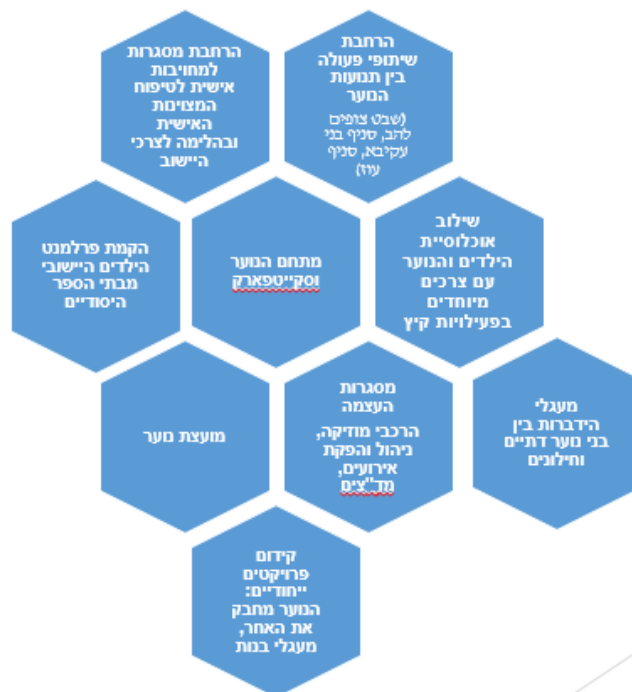 הרחבת
שיתופי פעולה
בין תנועות
הנוער
(שבט צופים
להב, סניף בני
עקיבא, סניף
עוז)
הרחבת מסגרות
למחויבות
אישית לטיפוח
המצוינות
האישית
ובהלימה לצרכי
היישוב
שילוב
אוכלוסיית
הילדים והנוער
עם צרכים
מיוחדים
בפעילויות קיץ
מתחם הנוער
וסקייטפארק
הקמת פרלמנט
הילדים היישובי
מבתי הספר
היסודיים
מעגלי
הידברות בין
בני נוער דתיים
וחילונים
מסגרות
העצמה
הרכבי מוזיקה,
ניהול והפקת
אירועים,
מד"צים
מועצת נוער
קידום
פרויקטים
ייחודיים:
הנוער מחבק
את האחר,
מעגלי בנות